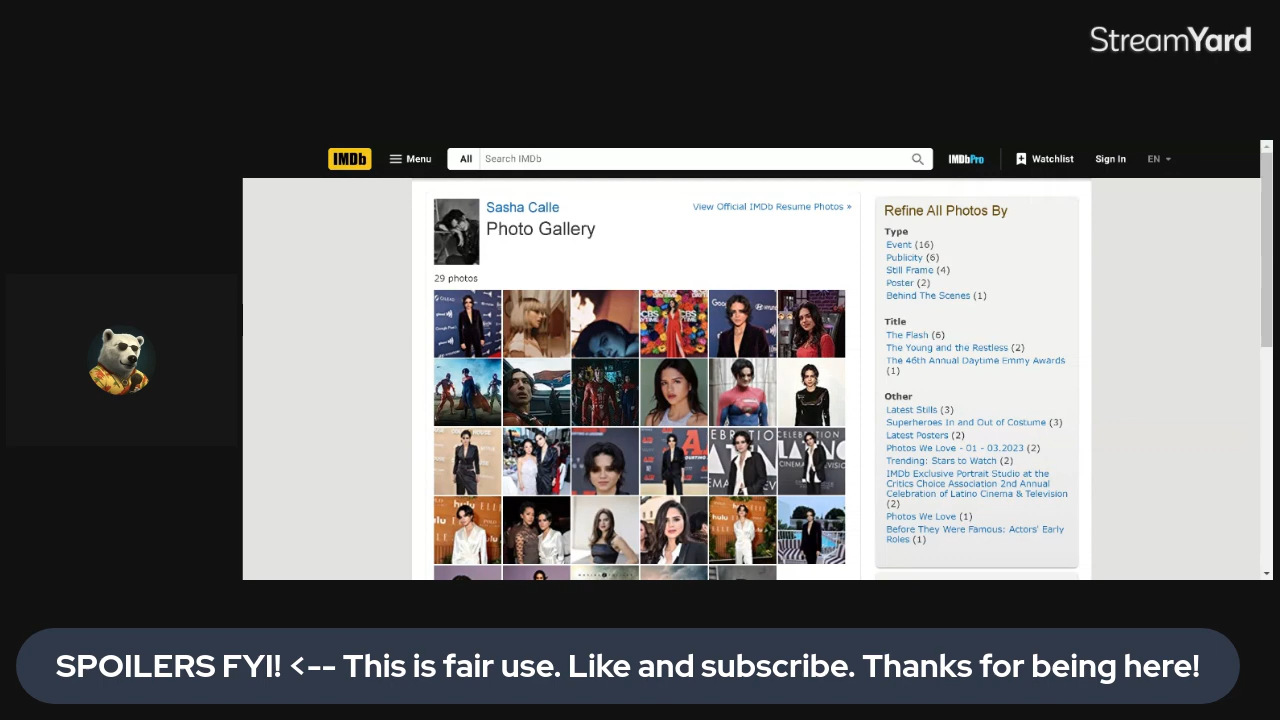 StreamYard
IMDb Menu All Search IMDb IMDbPro Watchlist Sign In EN
Sasha Calle
View Official IMDb Resume Photos »
Photo Gallery
29 photos
Refine All Photos By
Type
Event (16)
Publicity (6)
Still Frame (4)
Poster (2)
Behind The Scenes (1)
Title
The Flash (6)
The Young and the Restless (2)
The 46th Annual Daytime Emmy Awards
(1)
Other
Latest Stills (3)
Superheroes In and Out of Costume (3)
Latest Posters (2)
Photos We Love - 01 - 03.2023 (2)
Trending: Stars to Watch (2)
IMDb Exclusive Portrait Studio at the
Critics Choice Association 2nd Annual
Celebration of Latino Cinema & Television
(2)
Photos We Love (1)
Before They Were Famous: Actors' Early
Roles (1)
SPOILERS FYI! <-- This is fair use. Like and subscribe. Thanks for being here!